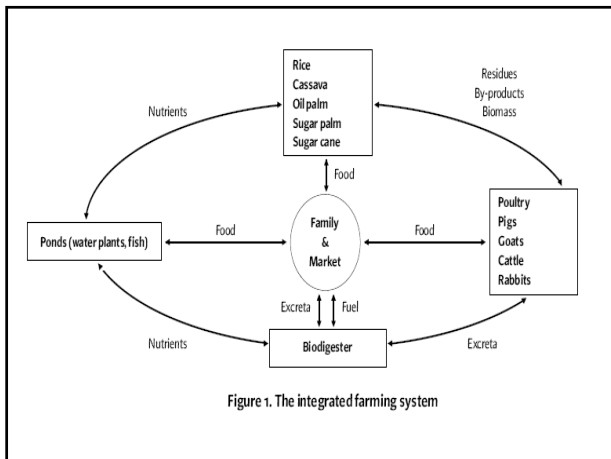 Rice
Cassava
Oil palm
Sugar palm
Sugar cane
Residues
By-products
Biomass
Nutrients
Food
Poultry
Pigs
Goats
Cattle
Rabbits
Ponds (water plants, fish)
Food
Family
&
Market
Food
Excreta
Fuel
Nutrients
Biodigester
Excreta
Figure 1. The integrated farming system